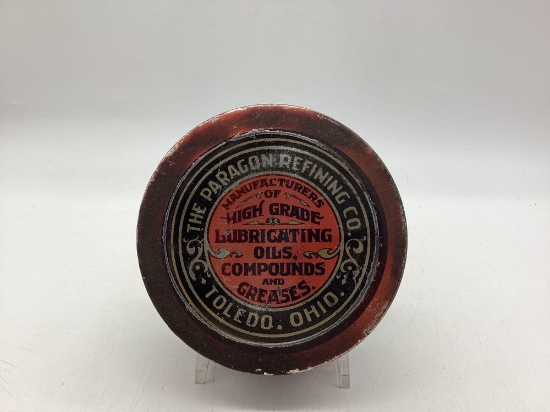 THE PARAGON REFINING CO.
MANUFACTURERS
OF
HIGH GRADE
LUBRICATING
OILS,
COMPOUNDS
AND
GREASES.
TOLEDO, OHIO.